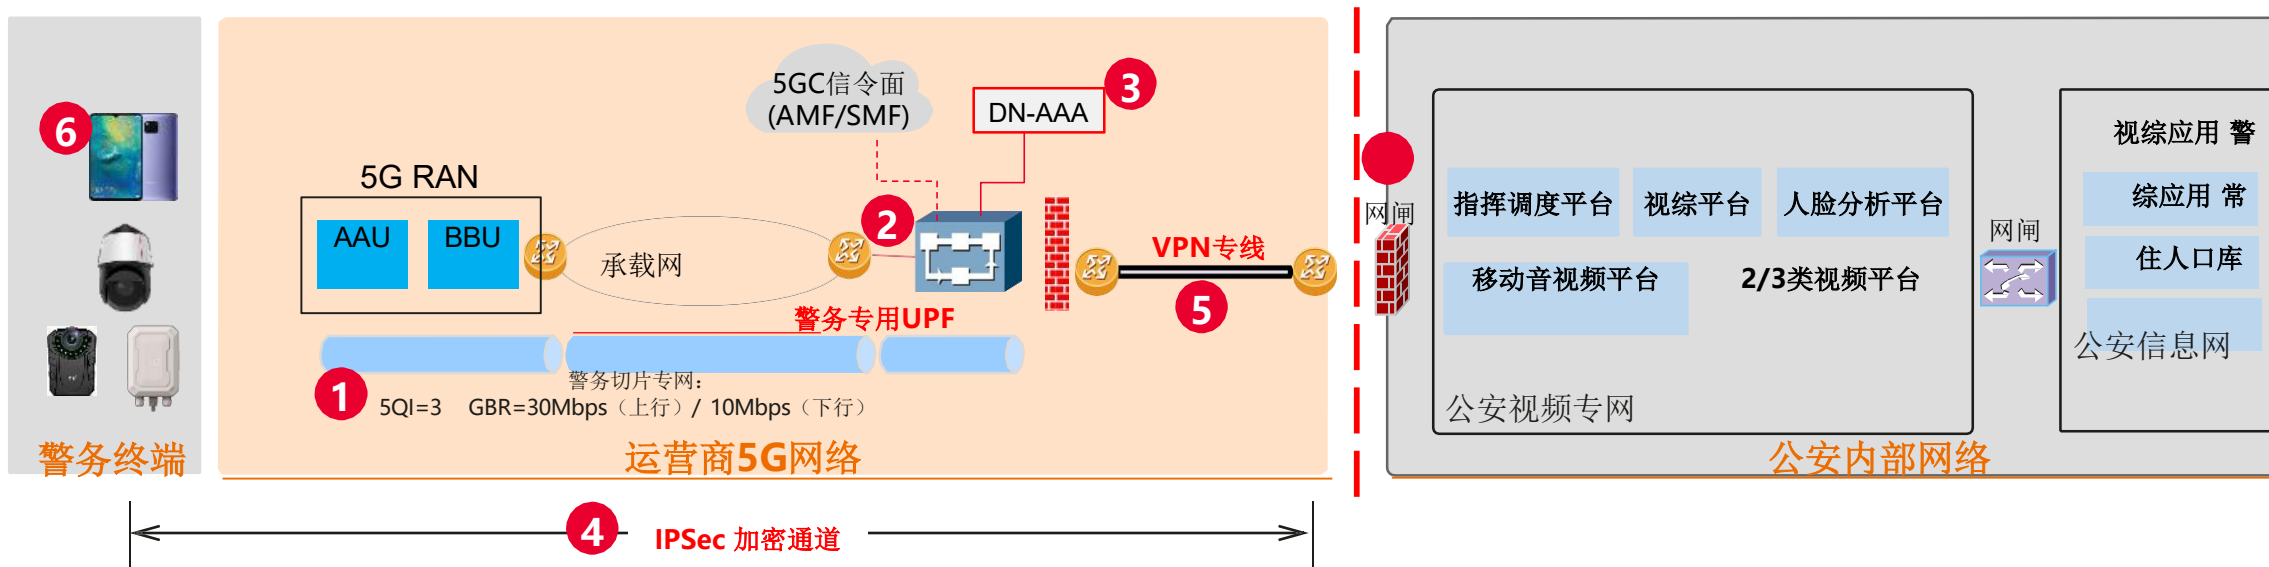 6
警务终端
5GC信令面
(AMF/SMF)
DN-AAA
3
5G RAN
AAU
BBU
承载网
2
VPN专线
5
警务专用UPF
警务切片专网：
1
5QI=3 GBR=30Mbps（上行）/ 10Mbps（下行）
运营商5G网络
4
IPSec 加密通道
网闸
指挥调度平台
视综平台
人脸分析平台
移动音视频平台
2/3类视频平台
公安视频专网
网闸
视综应用 警
综应用 常
住人口库
公安信息网
公安内部网络